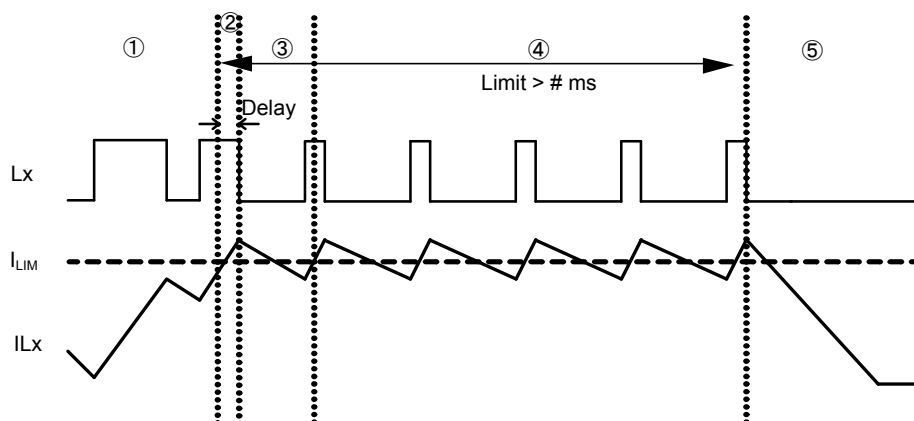 ① ② ③ ④ ⑤
Limit > # ms
Delay
Lx
ILIM
ILx